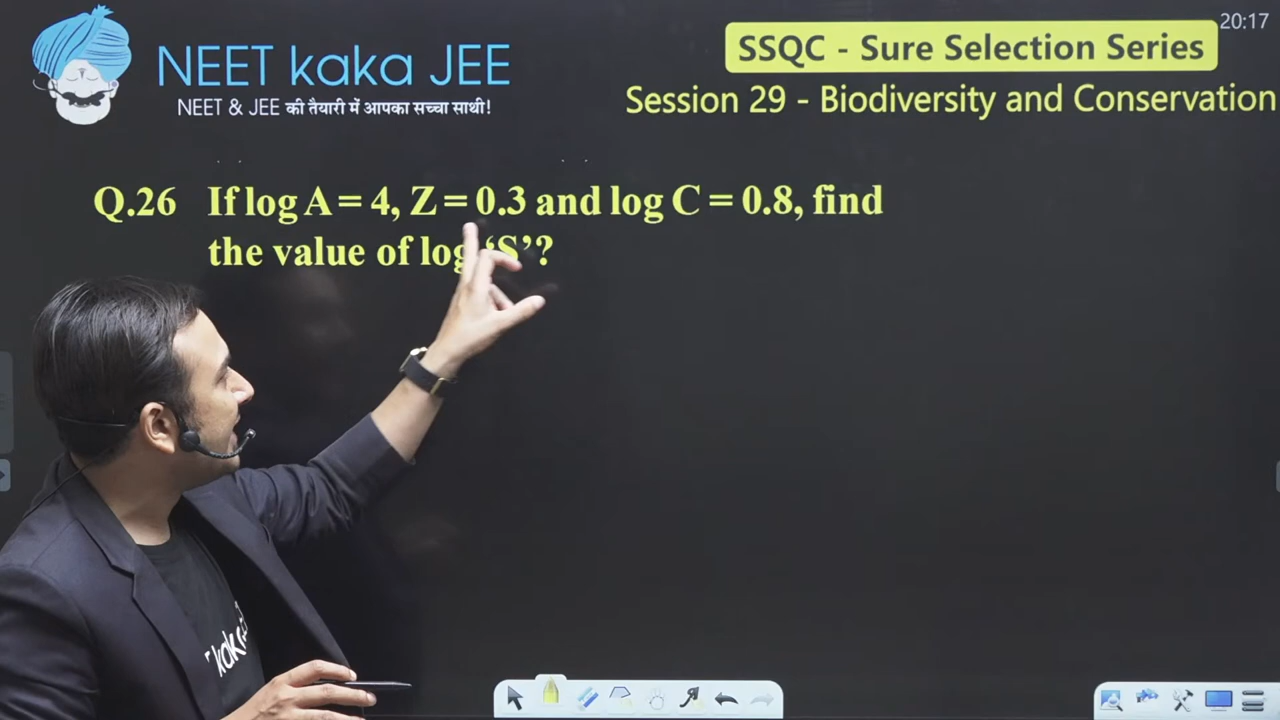 20:17
NEET kaka JEE
NEET & JEE की तैयारी में आपका सच्चा साथी!
SSQC - Sure Selection Series
Session 29 - Biodiversity and Conservation
Q.26 If log A = 4, Z = 0.3 and log C = 0.8, find
the value of log ‘S’?